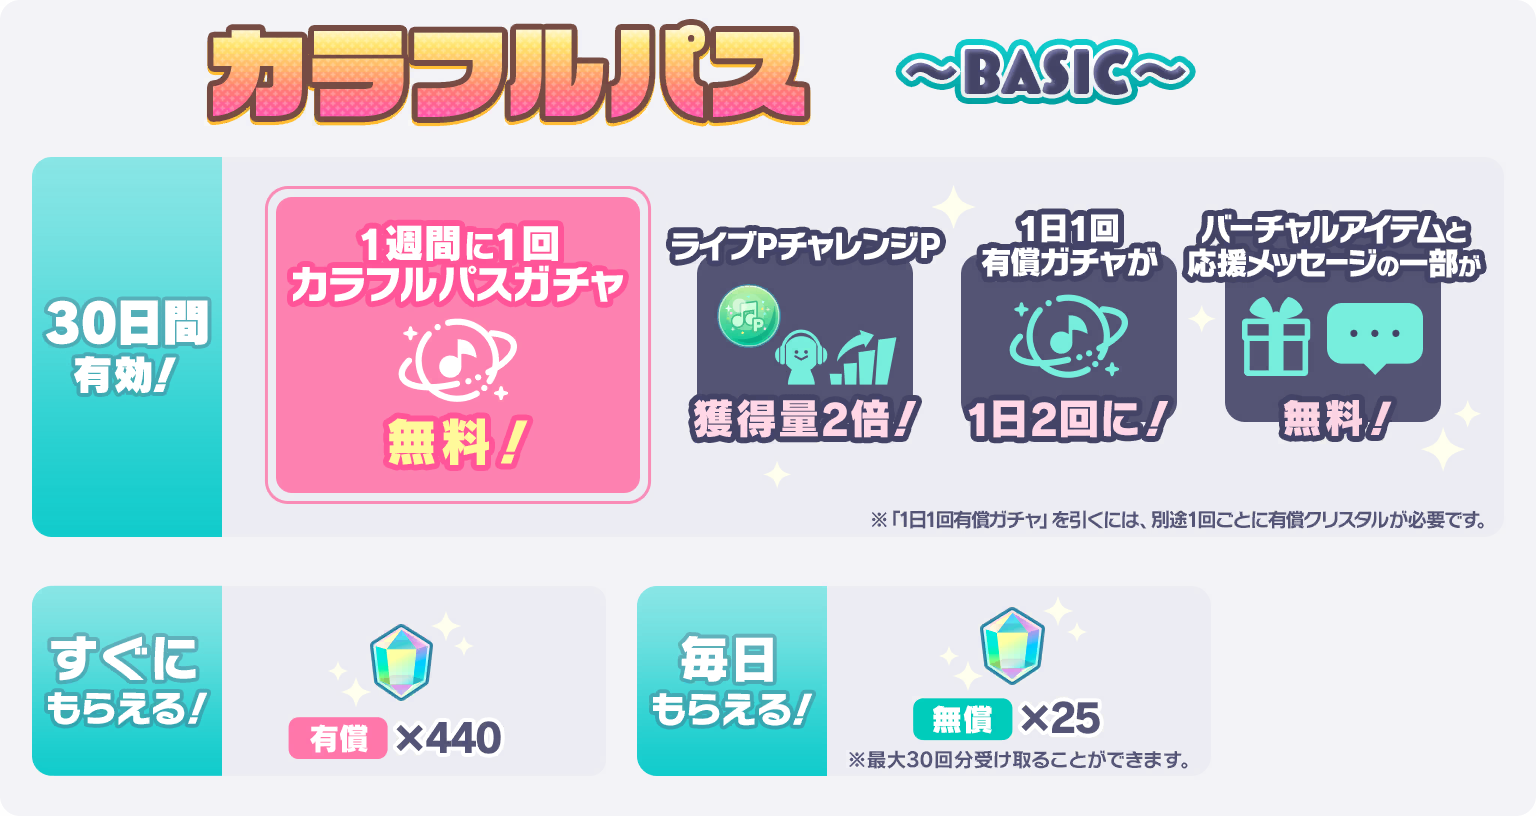 カラフルパス
～BASIC～
30日間
有効!
1週間に1回
カラフルパスガチャ
無料!
ライブPチャレンジP
P
獲得量2倍!
1日1回
有償ガチャが
1日2回に!
バーチャルアイテムと
応援メッセージの一部が
無料!
※「1日1回有償ガチャ」を引くには、別途1回ごとに有償クリスタルが必要です。
すぐに
もらえる!
有償 ×440
毎日
もらえる!
無償 ×25
※最大30回分受け取ることができます。